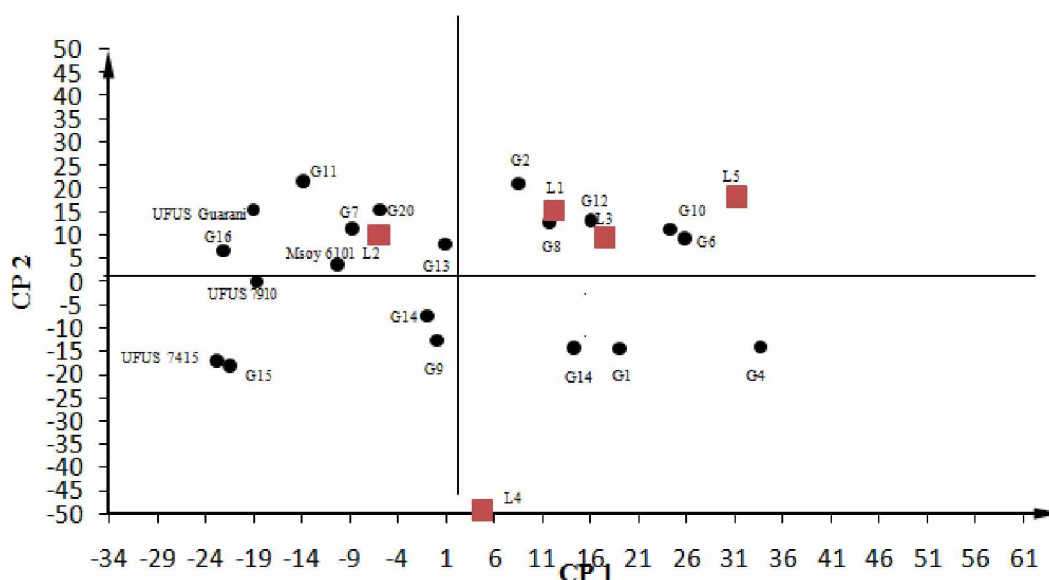 50
45
40
35
30
25
20
15
10
5
0
-5
-10
-15
-20
-25
-30
-35
-40
-45
-50
CP 2
G11
G2
L5
UFUS Guarani
G7
G20
L1
G12
G10
G16
L3
Msoy 6101 L2
G13
G8
G6
UFUS 7910
G14
UFUS 7415
G15
G9
G14
G1
G4
L4
-34 -29 -24 -19 -14 -9 -4 1 6 11 16 21 26 31 36 41 46 51 56 61
CP 1